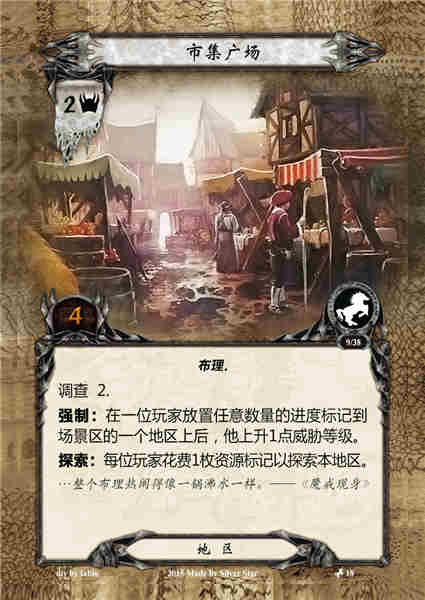 市集广场
2
4
9/38
布理.
调查 2.
强制：在一位玩家放置任意数量的进度标记到
场景区的一个地区上后，他上升1点威胁等级。
探索：每位玩家花费1枚资源标记以探索本地区。
…整个布理热闹得像一锅沸水一样。——《魔戒现身》
地 区
diy by fablis
2015 Made by Silver Star
18